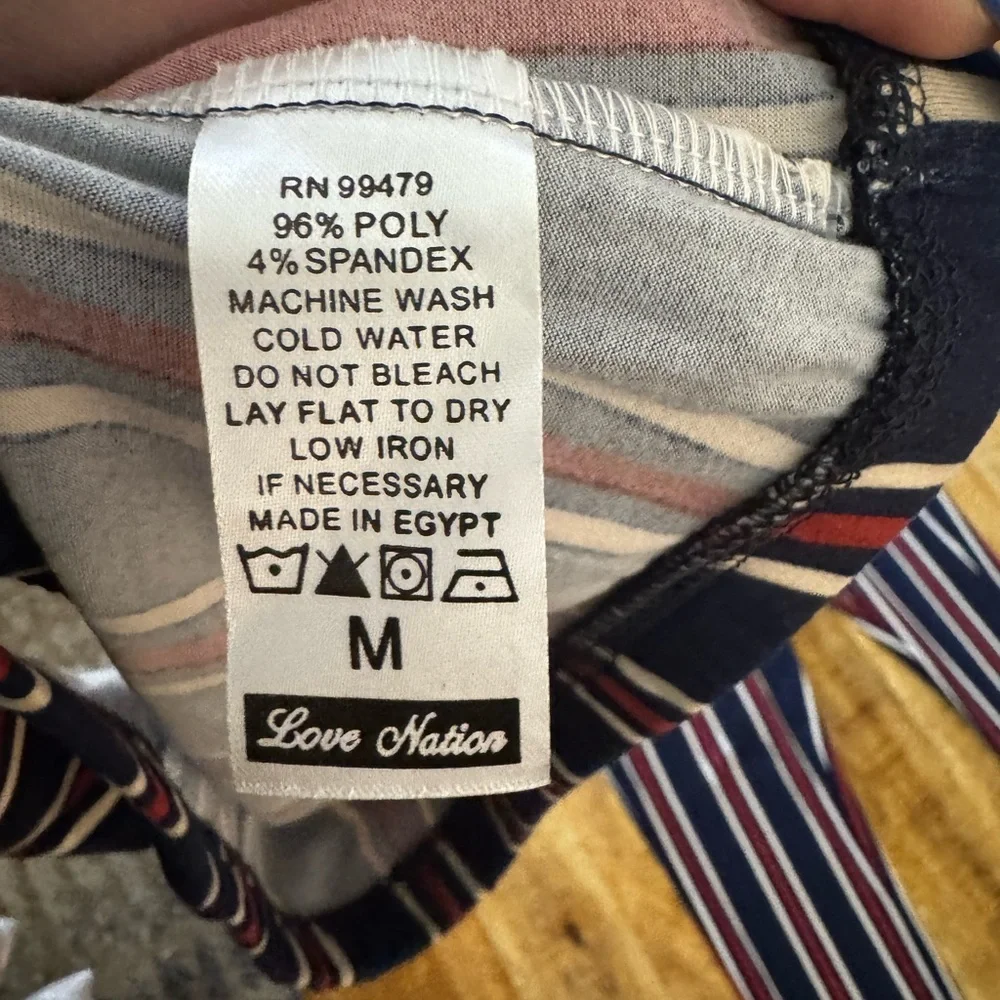 RN 99479
96% POLY
4% SPANDEX
MACHINE WASH
COLD WATER
DO NOT BLEACH
LAY FLAT TO DRY
LOW IRON
IF NECESSARY
MADE IN EGYPT
M
Love Nation